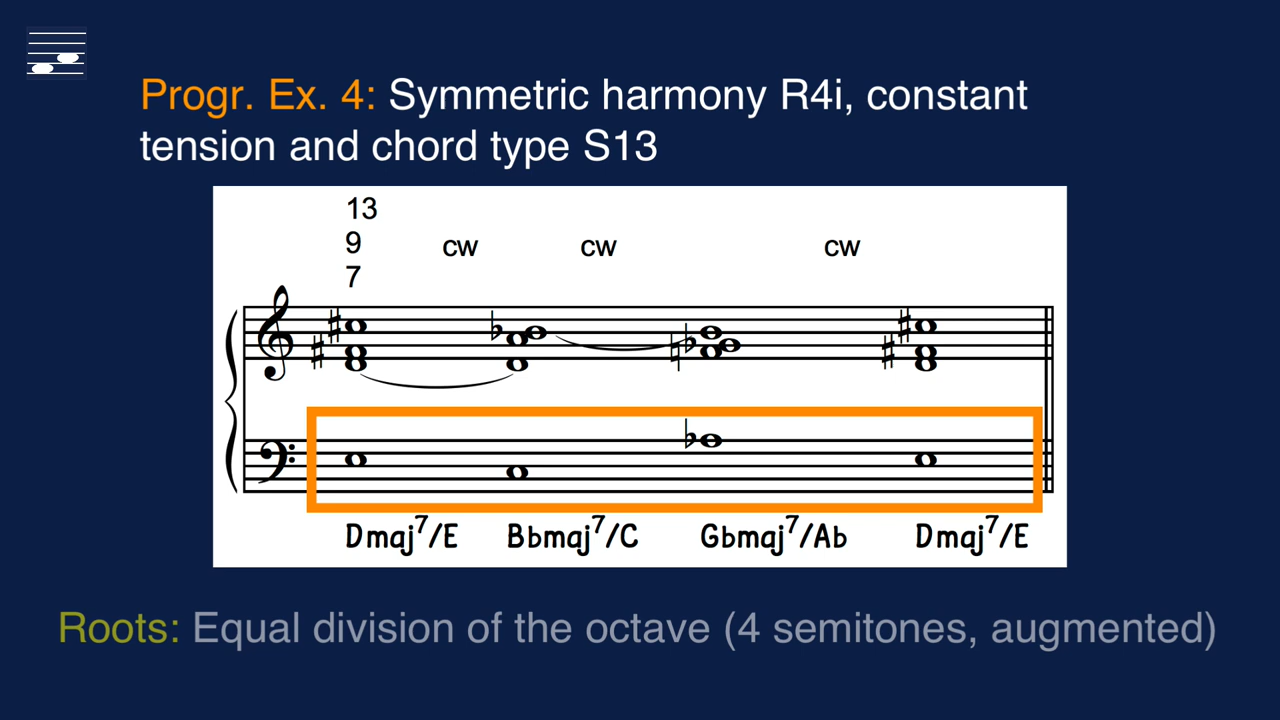 Progr. Ex. 4: Symmetric harmony R4i, constant
tension and chord type S13
13
9 cw cw cw
7
Dmaj7/E Bbmaj7/C Gbmaj7/Ab Dmaj7/E
Roots: Equal division of the octave (4 semitones, augmented)